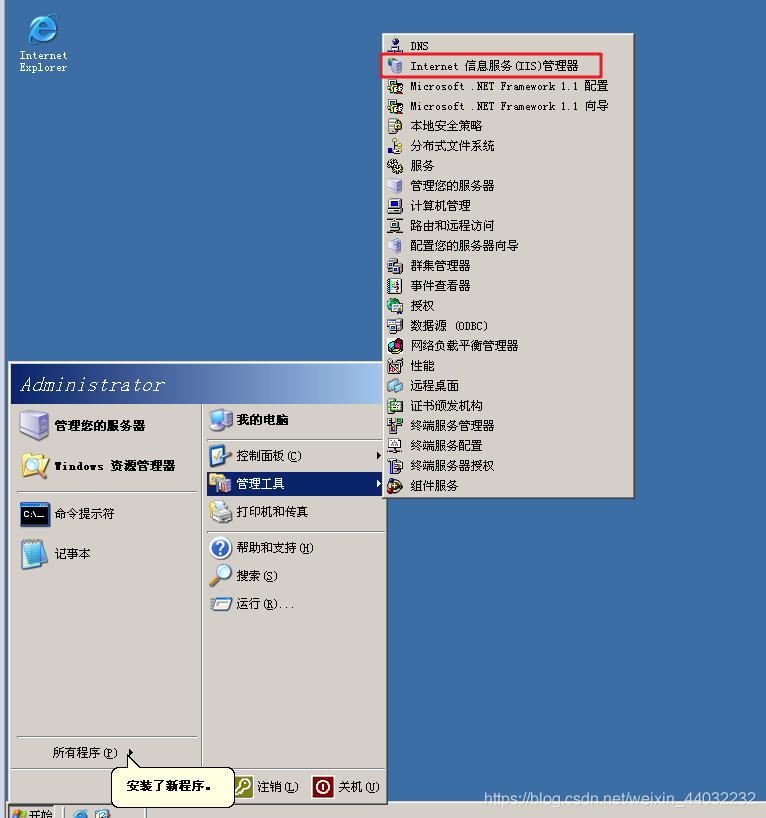 Internet
Explorer
DNS
Internet 信息服务(IIS)管理器
Microsoft .NET Framework 1.1 配置
Microsoft .NET Framework 1.1 向导
本地安全策略
分布式文件系统
服务
管理您的服务器
计算机管理
路由和远程访问
配置您的服务器向导
群集管理器
事件查看器
授权
数据源 (ODBC)
网络负载平衡管理器
性能
远程桌面
证书颁发机构
终端服务管理器
终端服务配置
终端服务器授权
组件服务
Administrator
管理您的服务器
Windows 资源管理器
C:\_
命令提示符
记事本
所有程序(P)
我的电脑
控制面板(C)
管理工具
打印机和传真
帮助和支持(H)
搜索(S)
运行(R)...
安装了新程序。
注销(L)
关机(U)
开始
https://blog.csdn.net/weixin_44032232